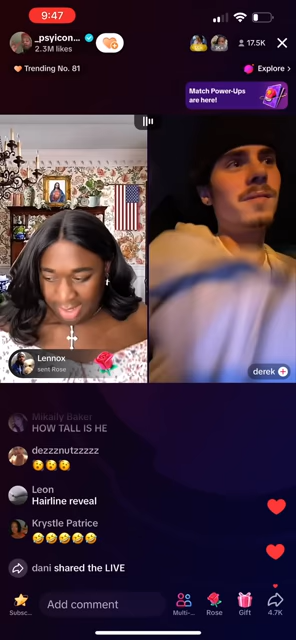 9:47
_psyicon...
2.3M likes
17.5K
Trending No. 81
Explore >
Match Power-Ups
are here!
Lennox
sent Rose
derek
Mikaily Baker
HOW TALL IS HE
dezzznutzzzzz
Leon
Hairline reveal
Krystle Patrice
dani shared the LIVE
Subsc...
Add comment
Multi-...
Rose
Gift
4.7K